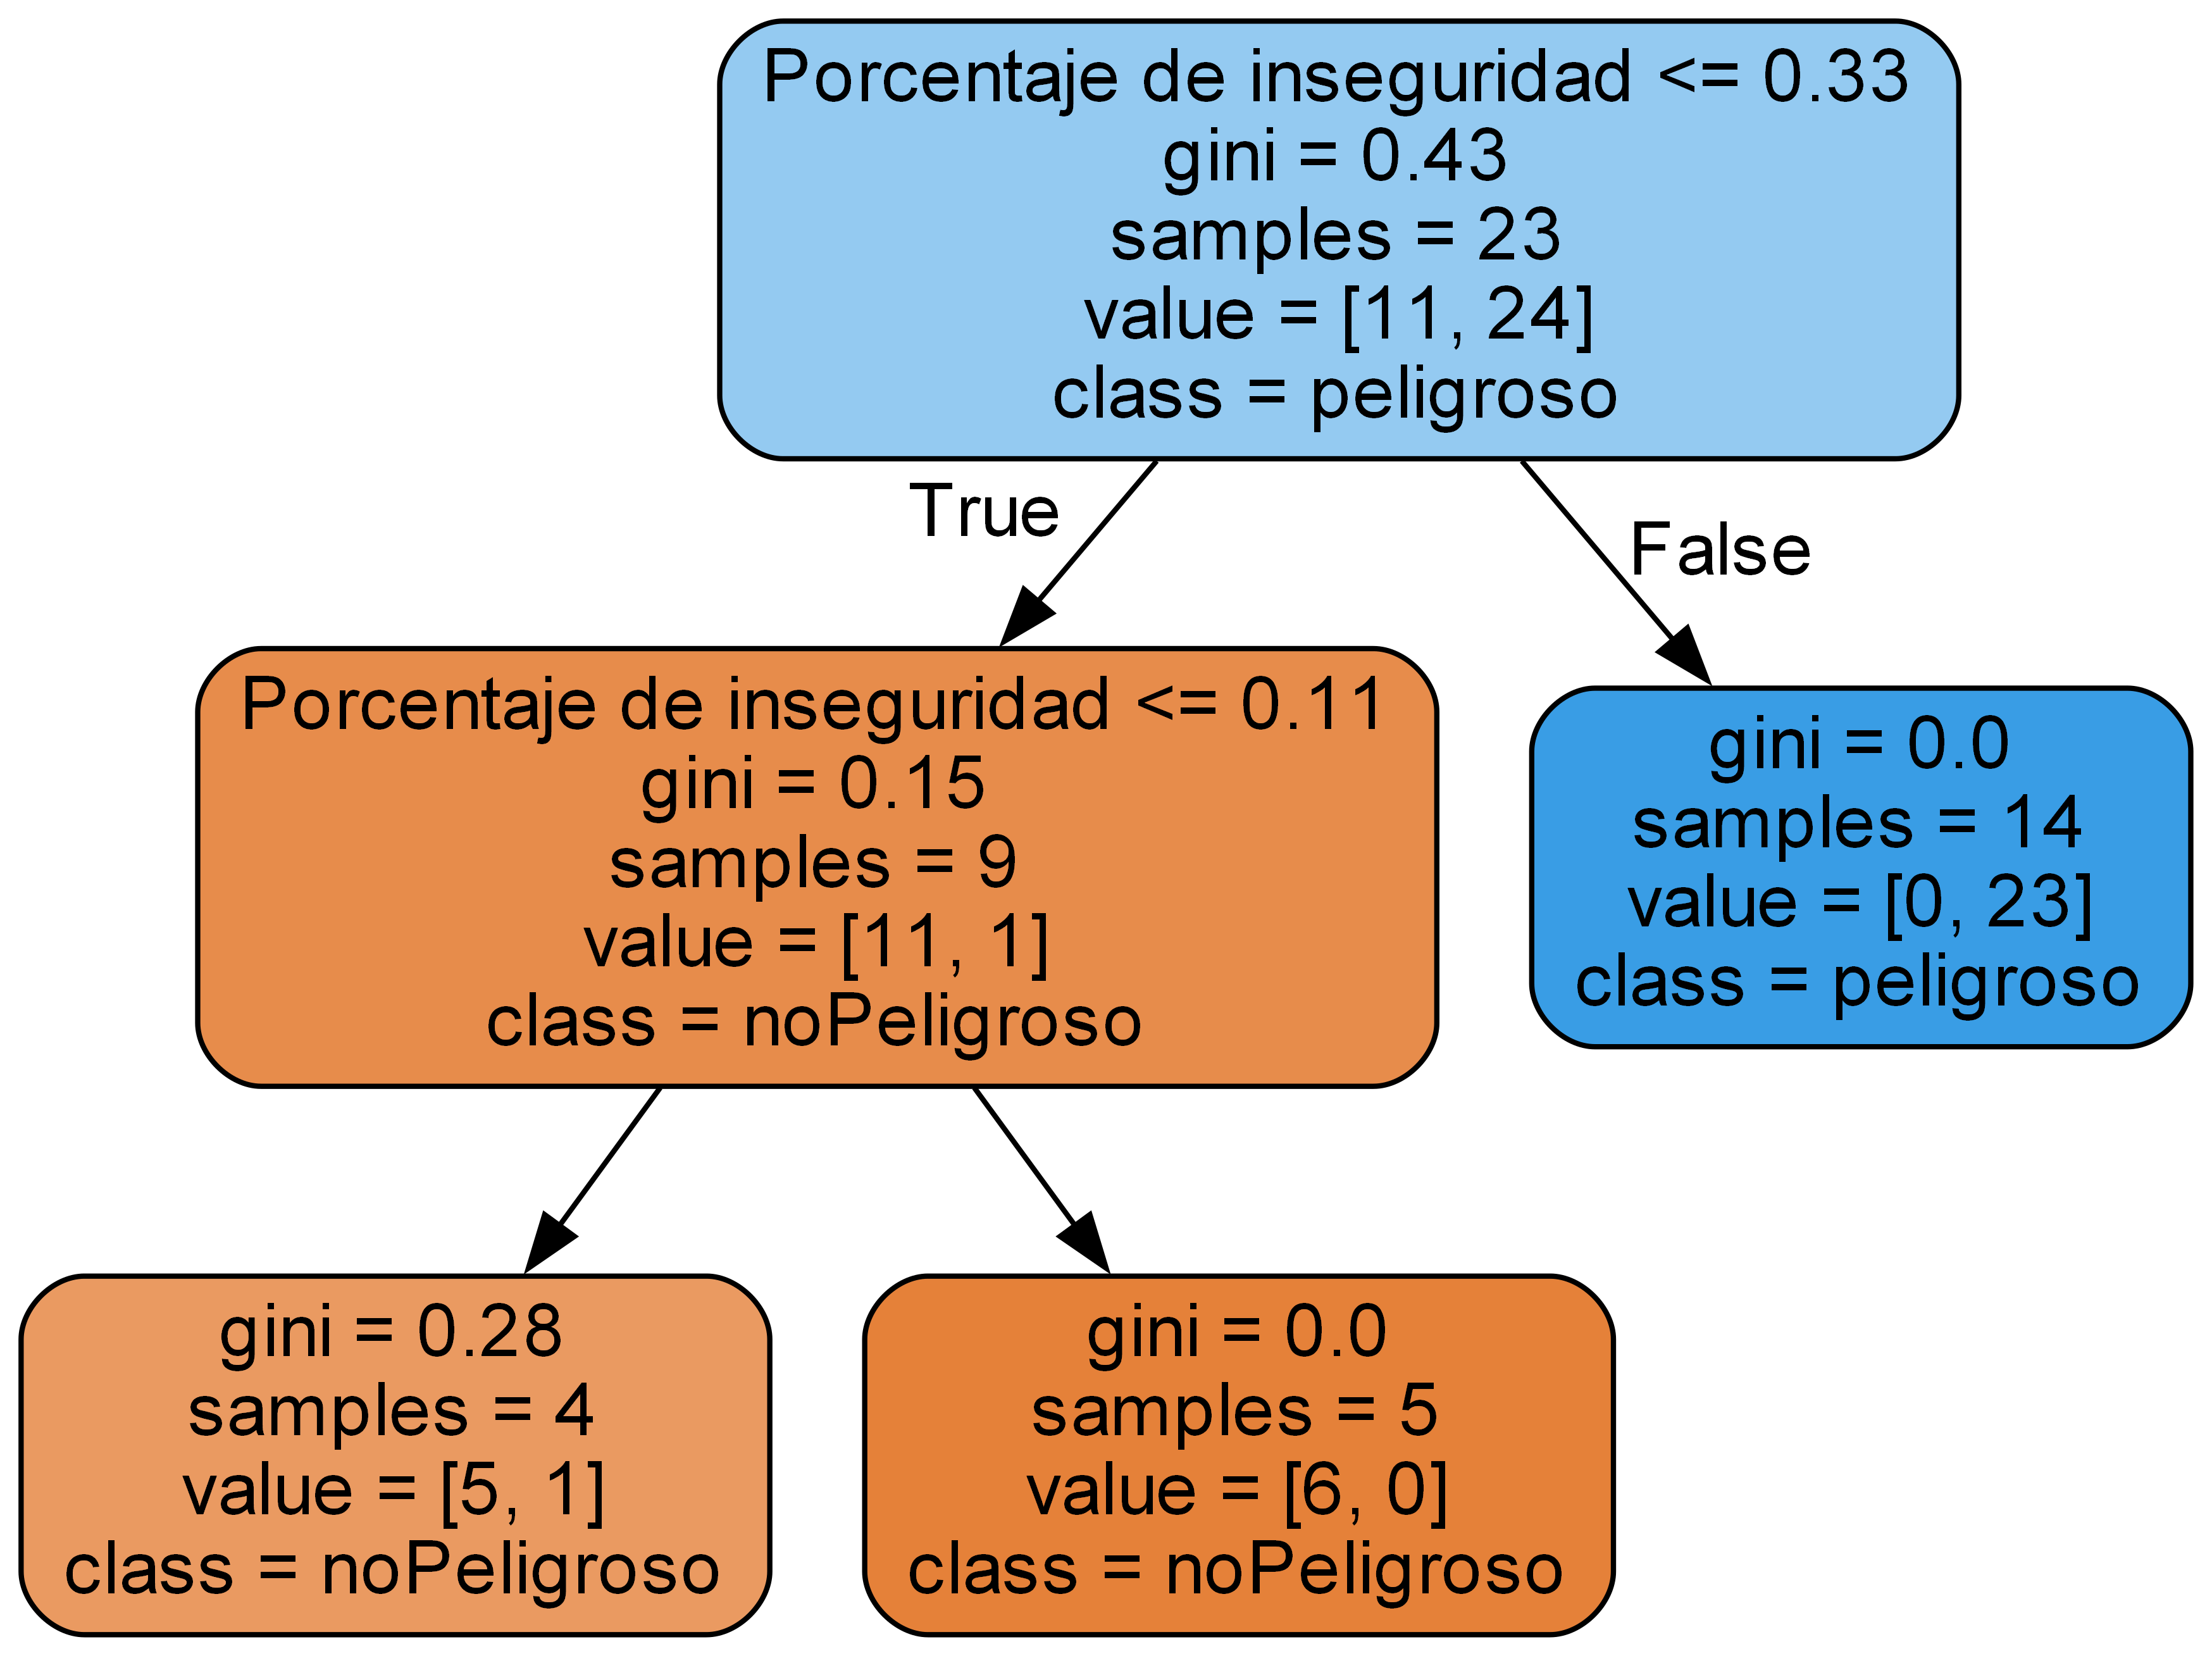 Porcentaje de inseguridad <= 0.33
gini = 0.43
samples = 23
value = [11, 24]
class = peligroso
True
False
Porcentaje de inseguridad <= 0.11
gini = 0.15
samples = 9
value = [11, 1]
class = noPeligroso
gini = 0.0
samples = 14
value = [0, 23]
class = peligroso
gini = 0.28
samples = 4
value = [5, 1]
class = noPeligroso
gini = 0.0
samples = 5
value = [6, 0]
class = noPeligroso